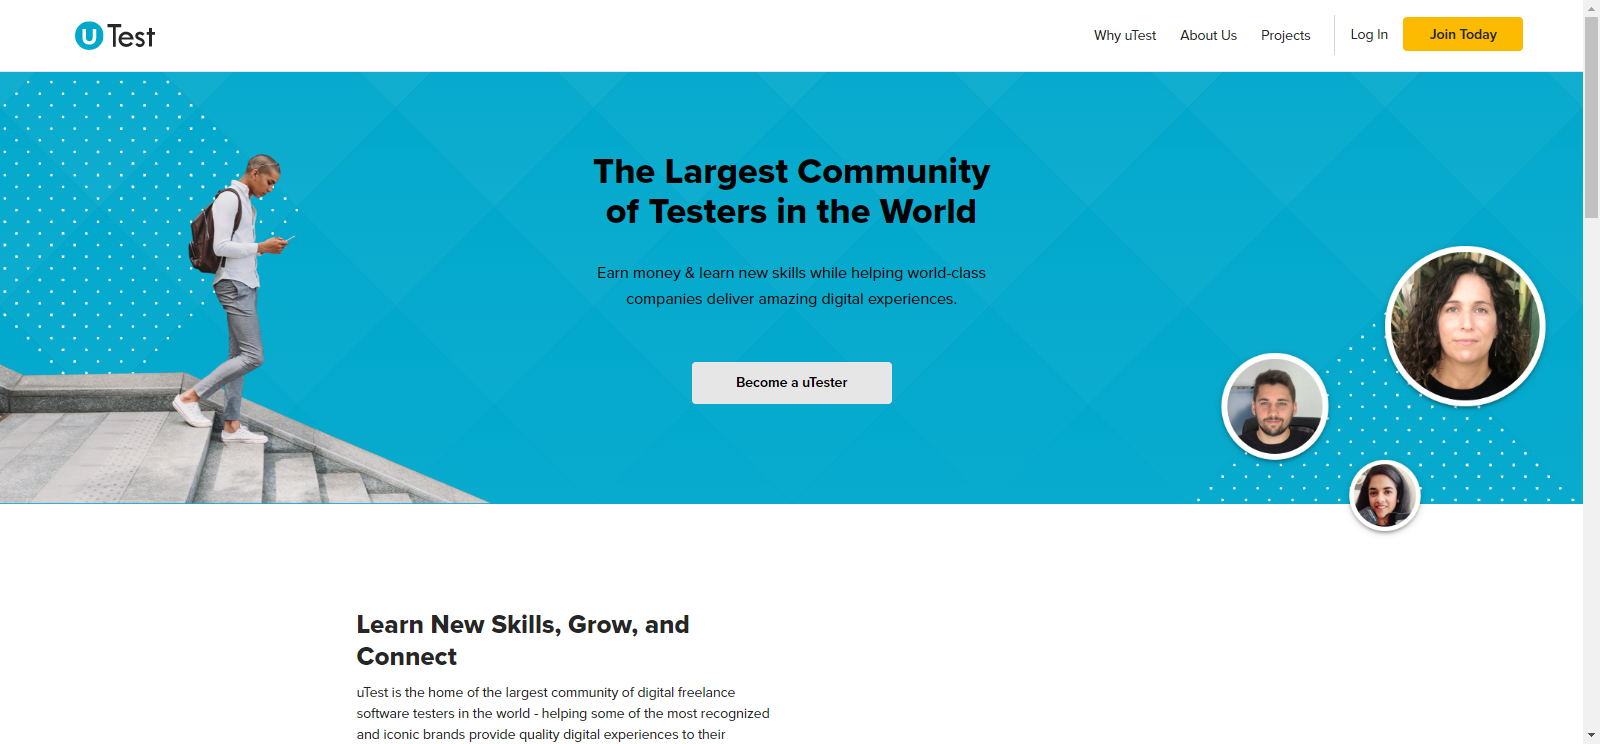 uTest
Why uTest
About Us
Projects
Log In
Join Today
The Largest Community
of Testers in the World
Earn money & learn new skills while helping world-class
companies deliver amazing digital experiences.
Become a uTester
Learn New Skills, Grow, and
Connect
uTest is the home of the largest community of digital freelance
software testers in the world - helping some of the most recognized
and iconic brands provide quality digital experiences to their